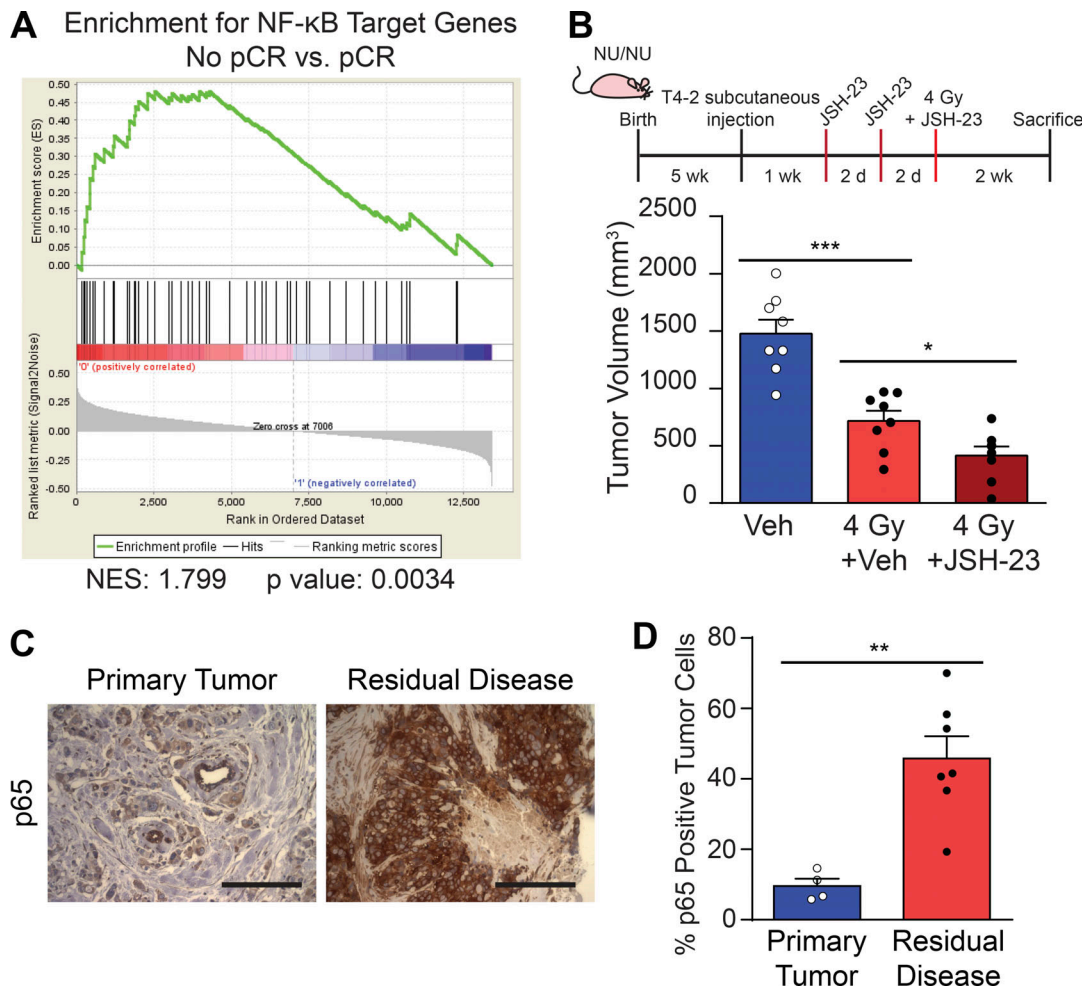 A
Enrichment for NF-κB Target Genes
No pCR vs. pCR
Enrichment score (ES)
0.50
0.45
0.40
0.35
0.30
0.25
0.20
0.15
0.10
0.05
0.00
'0' (positively correlated)
Ranked list metric (Signal2Noise)
0.50
0.25
0.00
-0.25
-0.50
Zero cross at 7006
'1' (negatively correlated)
0
2,500
5,000
7,500
10,000
12,500
Rank in Ordered Dataset
Enrichment profile
Hits
Ranking metric scores
NES: 1.799
p value: 0.0034
B
NU/NU
Birth
T4-2 subcutaneous
injection
JSH-23
JSH-23
4 Gy
+ JSH-23
Sacrifice
5 wk
1 wk
2 d
2 d
2 wk
Tumor Volume (mm³)
2500
2000
1500
1000
500
0
***
*
Veh
4 Gy
+Veh
4 Gy
+JSH-23
C
Primary Tumor
Residual Disease
p65
D
% p65 Positive Tumor Cells
80
60
40
20
0
**
Primary
Tumor
Residual
Disease